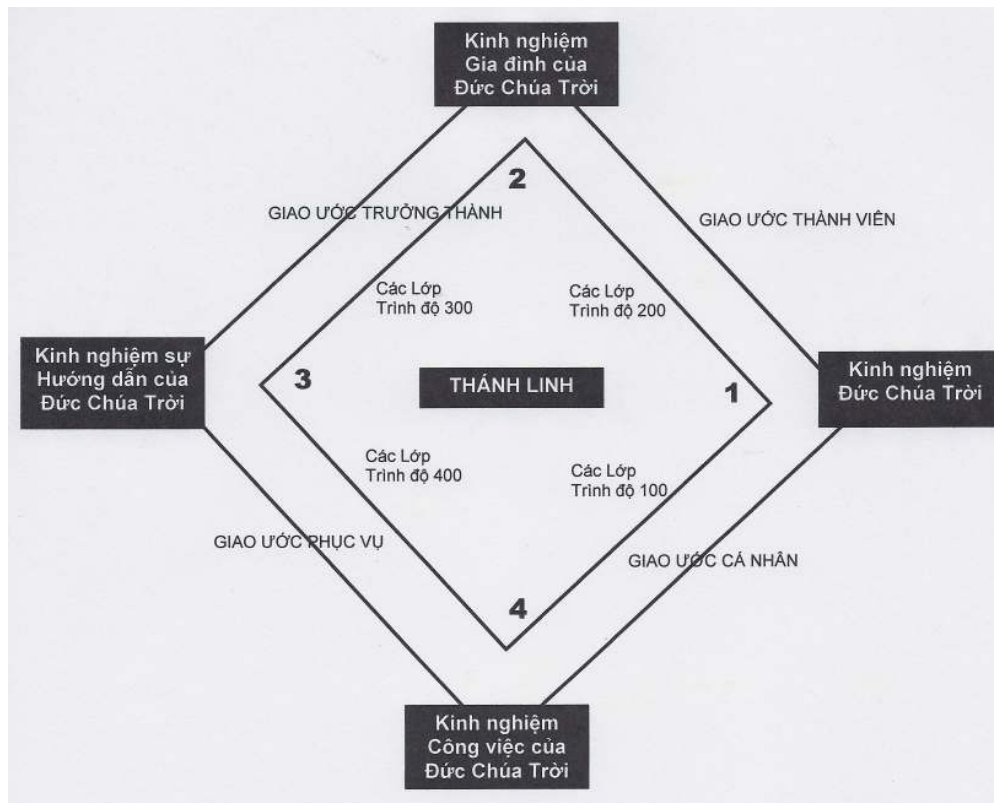 Kinh nghiệm
Gia đình của
Đức Chúa Trời
2
GIAO ƯỚC TRƯỞNG THÀNH
GIAO ƯỚC THÀNH VIÊN
Các Lớp
Trình độ 300
Các Lớp
Trình độ 200
Kinh nghiệm sự
Hướng dẫn của
Đức Chúa Trời
3
THÁNH LINH
1
Kinh nghiệm
Đức Chúa Trời
Các Lớp
Trình độ 400
Các Lớp
Trình độ 100
GIAO ƯỚC PHỤC VỤ
GIAO ƯỚC CÁ NHÂN
4
Kinh nghiệm
Công việc của
Đức Chúa Trời